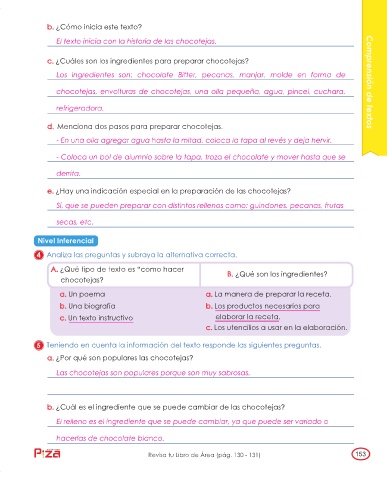 b. ¿Cómo inicia este texto?
El texto inicia con la historia de las chocotejas.
c. ¿Cuáles son los ingredientes para preparar chocotejas?
Los ingredientes son: chocolate Bitter, pecanas, manjar, molde en forma de
chocotejas, envolturas de chocotejas, una olla pequeña, agua, pincel, cuchara,
refrigeradora.
d. Menciona dos pasos para preparar chocotejas.
- En una olla agregar agua hasta la mitad, coloca la tapa al revés y deja hervir.
- Coloca un bol de aluminio sobre la tapa, troza el chocolate y mover hasta que se
derrita.
e. ¿Hay una indicación especial en la preparación de las chocotejas?
Sí, que se pueden preparar con distintos rellenos como: guindones, pecanas, frutas
secas, etc.
Comprensión de textos
Nivel Inferencial
4 Analiza las preguntas y subraya la alternativa correcta.
A. ¿Qué tipo de texto es "como hacer
chocotejas?
a. Un poema
b. Una biografía
c. Un texto instructivo
B. ¿Qué son los ingredientes?
a. La manera de preparar la receta.
b. Los productos necesarios para
elaborar la receta.
c. Los utencilios a usar en la elaboración.
5 Teniendo en cuenta la información del texto responde las siguientes preguntas.
a. ¿Por qué son populares las chocotejas?
Las chocotejas son populares porque son muy sabrosas.
b. ¿Cuál es el ingrediente que se puede cambiar de las chocotejas?
El relleno es el ingrediente que se puede cambiar, ya que puede ser variado o
hacerlas de chocolate blanco.
Revisa tu Libro de Área (pág. 130 - 131)
153